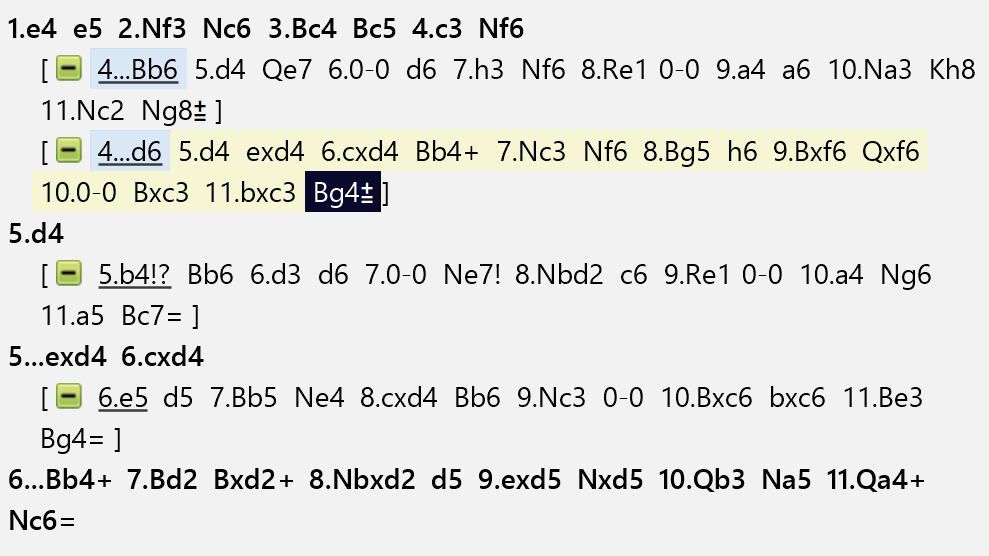 1.e4 e5 2.Nf3 Nc6 3.Bc4 Bc5 4.c3 Nf6
[ 4...Bb6 5.d4 Qe7 6.0-0 d6 7.h3 Nf6 8.Re1 0-0 9.a4 a6 10.Na3 Kh8
11.Nc2 Ng8⩲ ]
[ 4...d6 5.d4 exd4 6.cxd4 Bb4+ 7.Nc3 Nf6 8.Bg5 h6 9.Bxf6 Qxf6
10.0-0 Bxc3 11.bxc3 Bg4⩲ ]
5.d4
[ 5.b4!? Bb6 6.d3 d6 7.0-0 Ne7! 8.Nbd2 c6 9.Re1 0-0 10.a4 Ng6
11.a5 Bc7= ]
5...exd4 6.cxd4
[ 6.e5 d5 7.Bb5 Ne4 8.cxd4 Bb6 9.Nc3 0-0 10.Bxc6 bxc6 11.Be3
Bg4= ]
6...Bb4+ 7.Bd2 Bxd2+ 8.Nbxd2 d5 9.exd5 Nxd5 10.Qb3 Na5 11.Qa4+
Nc6=